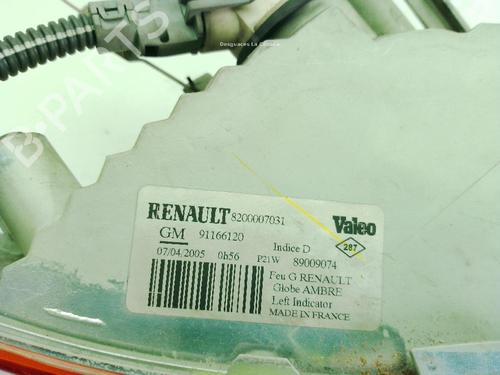 Desguaces La Cabaña
B-PARTS
RENAULT 8200007031
Valeo
GM 91166120
Indice D
287
07/04/2005 0h56 P21W 89009074
Feu G RENAULT
Globe AMBRE
Left Indicator
MADE IN FRANCE